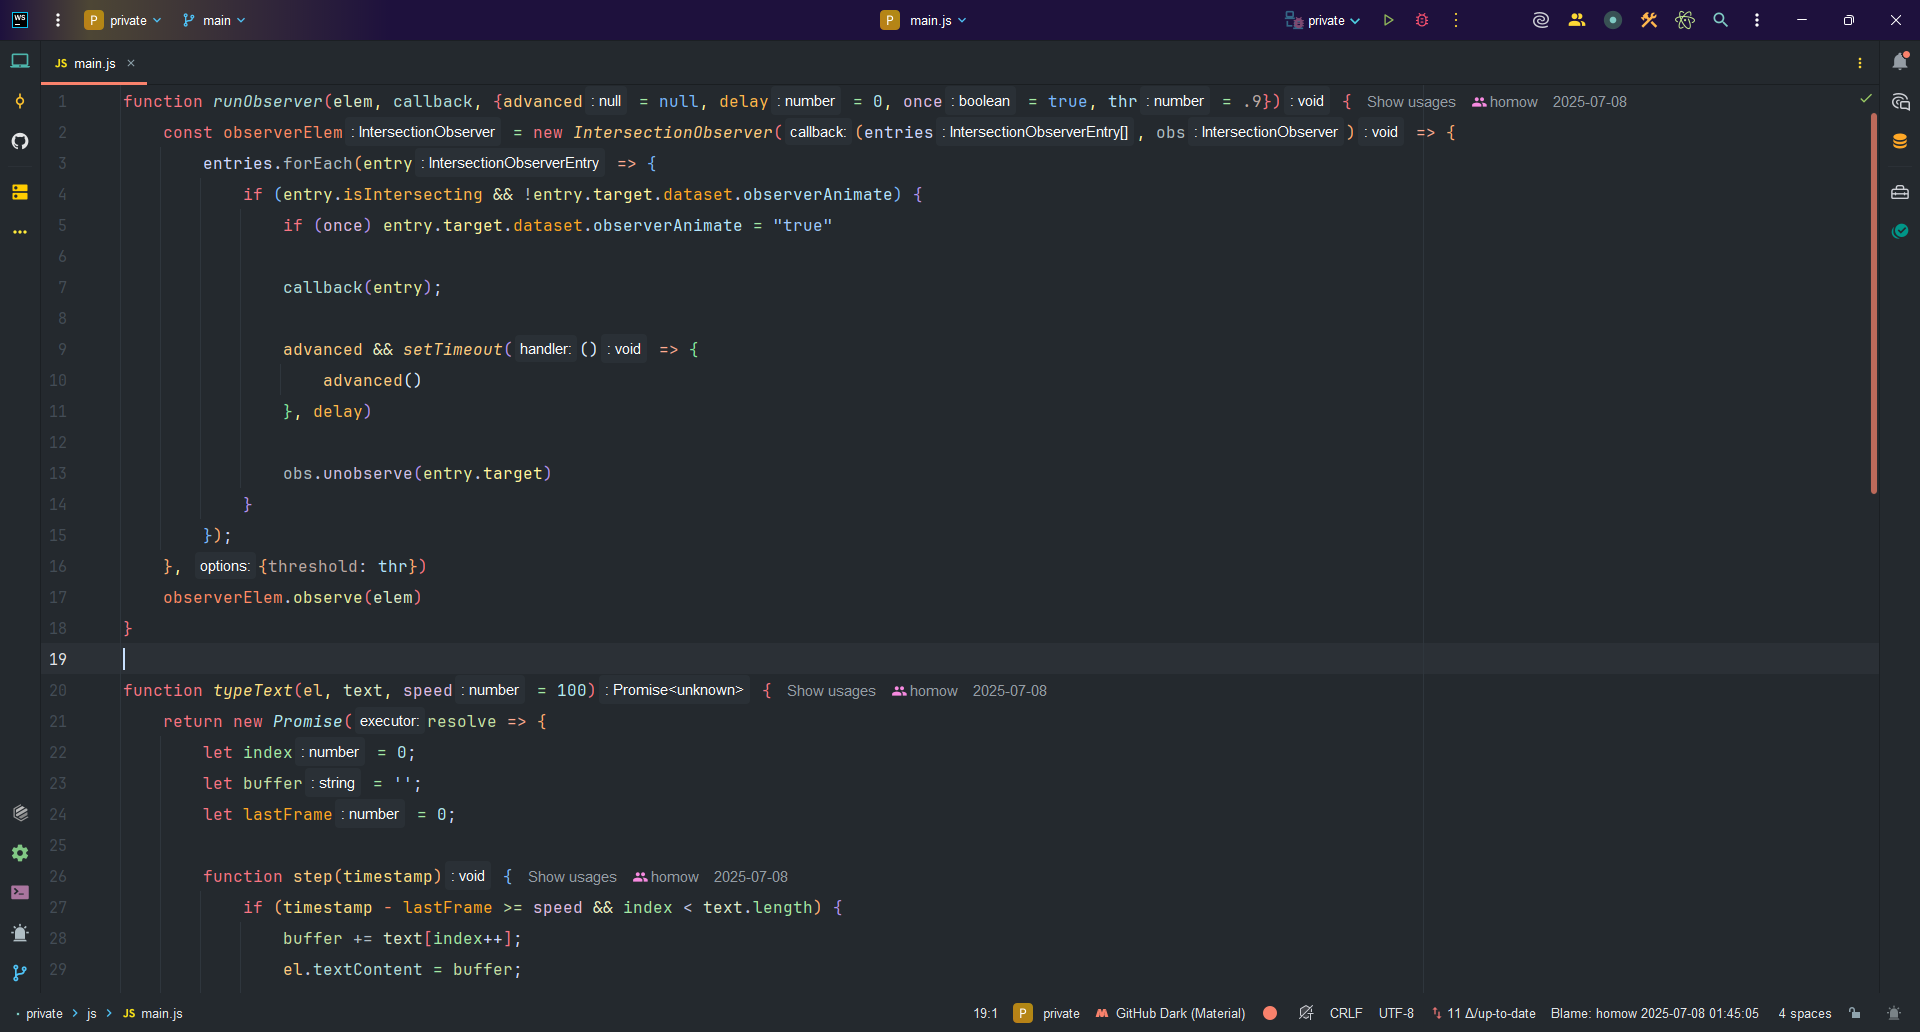 WS P private main P main.js private
JS main.js
1 function runObserver(elem, callback, {advanced : null = null, delay : number = 0, once : boolean = true, thr : number = .9}) : void { Show usages homow 2025-07-08
2 const observerElem : IntersectionObserver = new IntersectionObserver( callback: (entries : IntersectionObserverEntry[] , obs : IntersectionObserver ) : void => {
3 entries.forEach(entry : IntersectionObserverEntry => {
4 if (entry.isIntersecting && !entry.target.dataset.observerAnimate) {
5 if (once) entry.target.dataset.observerAnimate = "true"
6
7 callback(entry);
8
9 advanced && setTimeout( handler: () : void => {
10 advanced()
11 }, delay)
12
13 obs.unobserve(entry.target)
14 }
15 });
16 }, options: {threshold: thr})
17 observerElem.observe(elem)
18 }
19
20 function typeText(el, text, speed : number = 100) : Promise<unknown> { Show usages homow 2025-07-08
21 return new Promise( executor: resolve => {
22 let index : number = 0;
23 let buffer : string = '';
24 let lastFrame : number = 0;
25
26 function step(timestamp) : void { Show usages homow 2025-07-08
27 if (timestamp - lastFrame >= speed && index < text.length) {
28 buffer += text[index++];
29 el.textContent = buffer;
private > js > JS main.js 19:1 P private GitHub Dark (Material) CRLF UTF-8 11 Δ/up-to-date Blame: homow 2025-07-08 01:45:05 4 spaces